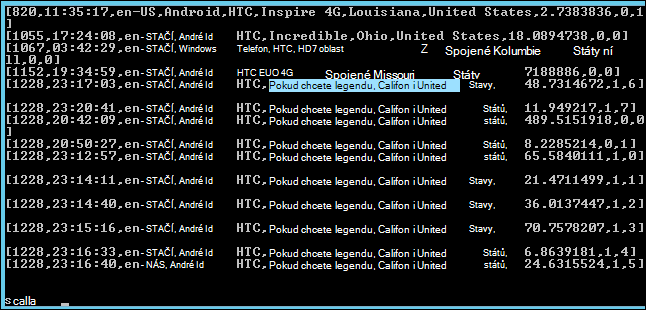 [820,11:35:17,en-US,Android,HTC,Inspire 4G,Louisiana,United States,2.7383836,0,1
]
[1055,17:24:08,en-STAČÍ, André Id HTC,Incredible,Ohio,United States,18.0894738,0,0]
[1067,03:42:29,en-STAČÍ, Windows Telefon, HTC, HD7 oblast Z Spojené Kolumbie Státy ní
ll,0,0]
[1152,19:34:59,en-STAČÍ, André Id HTC EUO 4G Spojené Missouri Státy 7188886,0,0]
[1228,23:17:03,en-STAČÍ, André Id HTC, Pokud chcete legendu, Califon i United Stavy, 48.7314672,1,6]
[1228,23:20:41,en-STAČÍ, André Id HTC, Pokud chcete legendu, Califon i United Států, 11.949217,1,7]
[1228,20:42:09,en-STAČÍ, André Id HTC, Pokud chcete legendu, Califon i United států, 489.5151918,0,0
]
[1228,20:50:27,en-STAČÍ, André Id HTC, Pokud chcete legendu, Califon i United Států, 8.2285214,0,1]
[1228,23:12:57,en-STAČÍ, André Id HTC, Pokud chcete legendu, Califon i United států, 65.5840111,1,0]
[1228,23:14:11,en-STAČÍ, André Id HTC, Pokud chcete legendu, Califon i United Stavy, 21.4711499,1,1]
[1228,23:14:40,en-STAČÍ, André Id HTC, Pokud chcete legendu, Califon i United Stavy, 36.0137447,1,2]
[1228,23:15:16,en-STAČÍ, André Id HTC, Pokud chcete legendu, Califon i United Stavy, 70.7578207,1,3]
[1228,23:16:33,en-STAČÍ, André Id HTC, Pokud chcete legendu, Califon i United Států, 6.8639181,1,4]
[1228,23:16:40,en-NÁS, André Id HTC, Pokud chcete legendu, Califon i United států, 24.6315524,1,5]
s calla